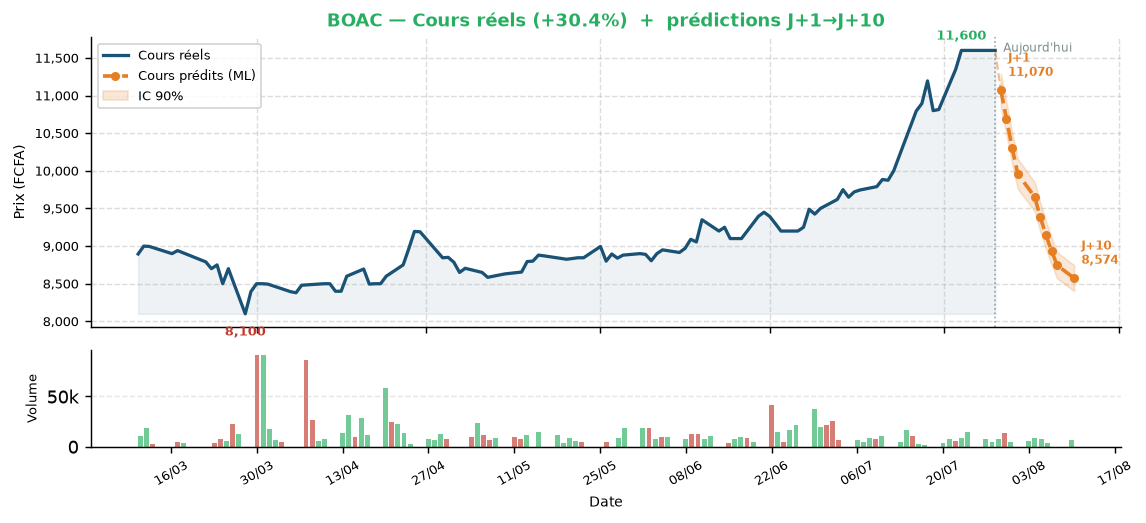 BOAC — Cours réels (+30.4%) + prédictions J+1→J+10
Cours réels
Cours prédits (ML)
IC 90%
11,600
Aujourd'hui
J+1
11,070
J+10
8,574
8,100
Prix (FCFA)
11,500
11,000
10,500
10,000
9,500
9,000
8,500
8,000
Volume
50k
0
16/03
30/03
13/04
27/04
11/05
25/05
08/06
22/06
06/07
20/07
03/08
17/08
Date